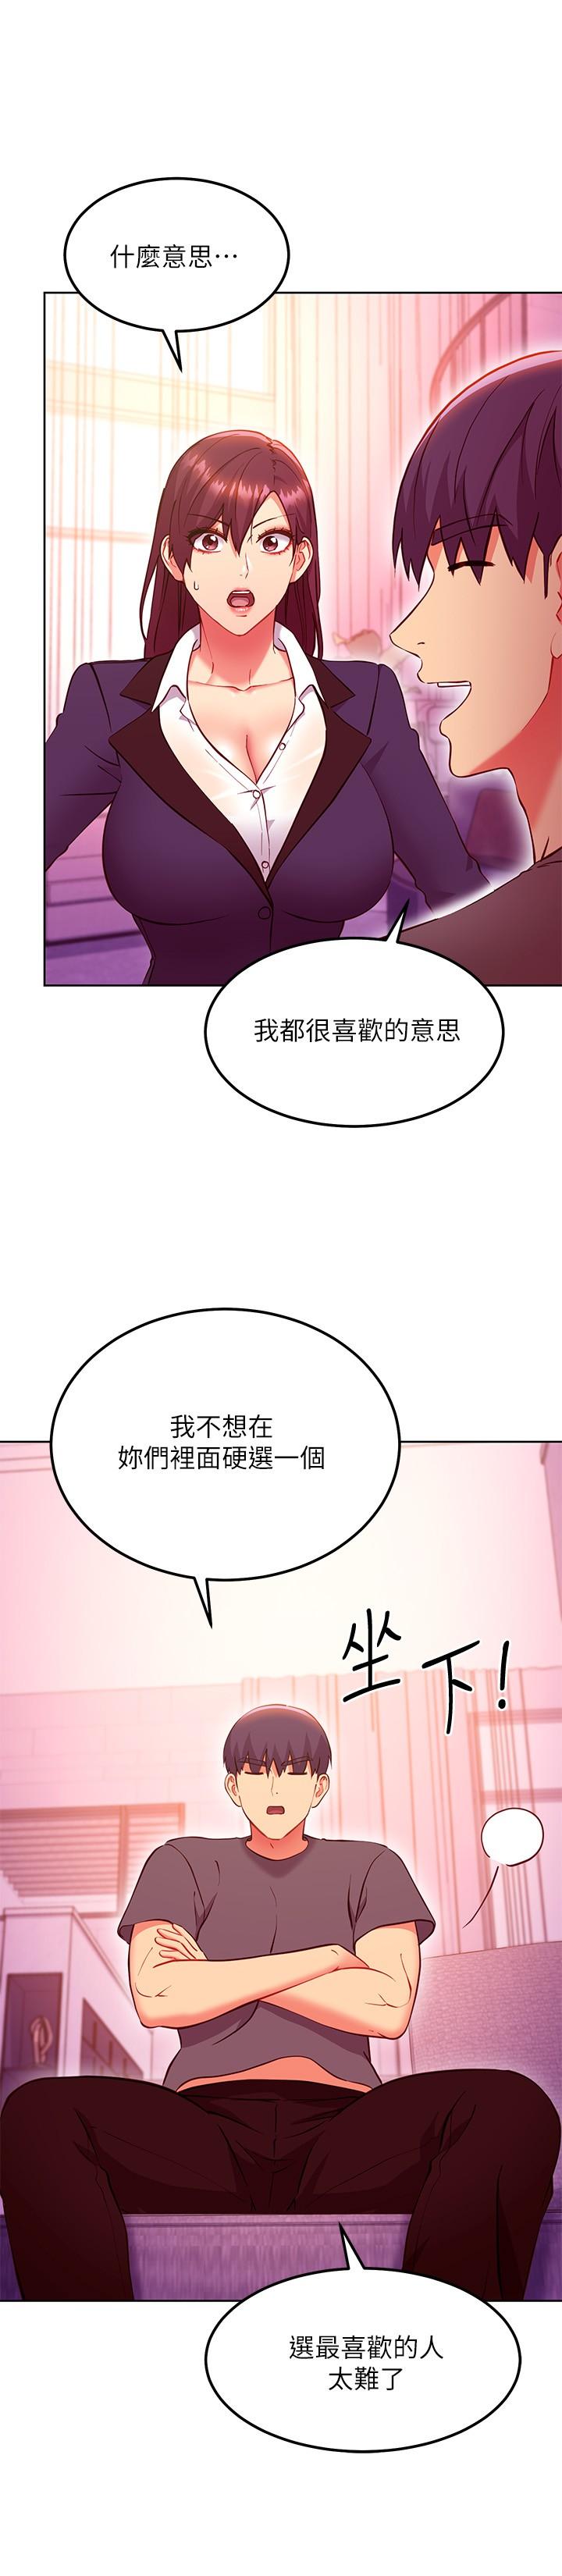 什麼意思⋯
我都很喜歡的意思
我不想在
妳們裡面硬選一個
坐下!
選最喜歡的人
太難了